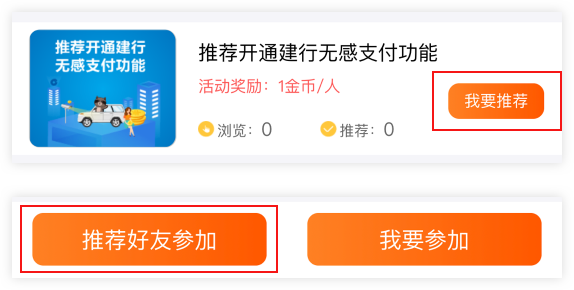 推荐开通建行
无感支付功能
推荐开通建行无感支付功能
活动奖励：1金币/人
我要推荐
浏览：0 推荐：0
推荐好友参加 我要参加